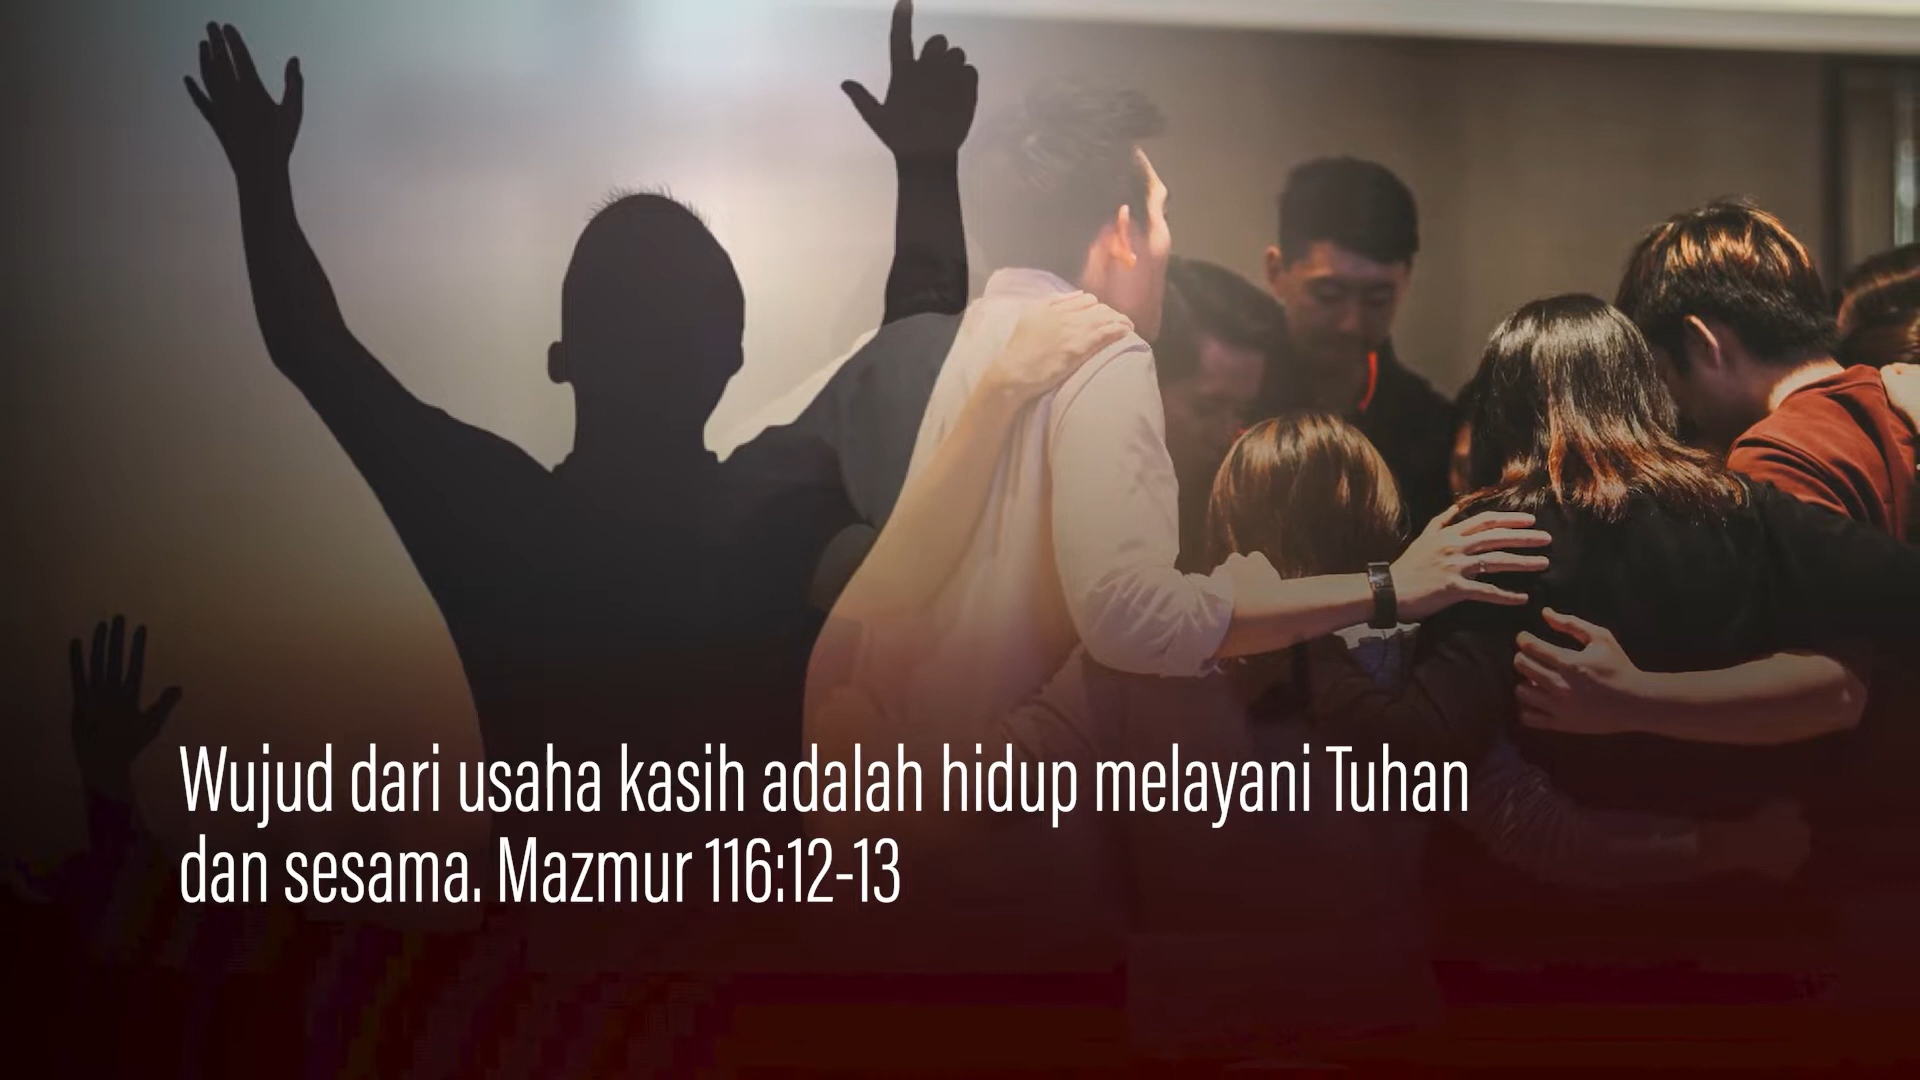 Wujud dari usaha kasih adalah hidup melayani Tuhan
dan sesama. Mazmur 116:12-13